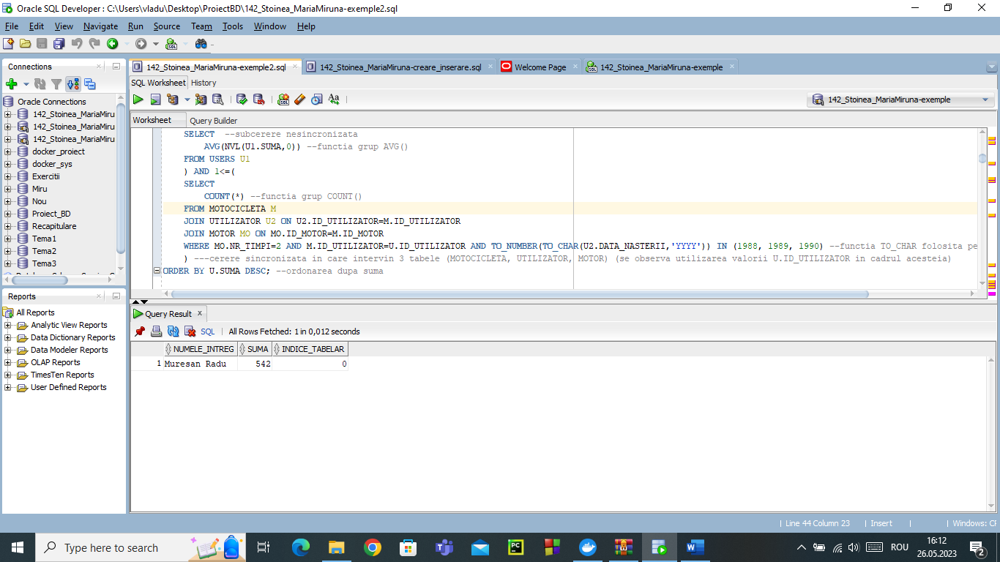 Oracle SQL Developer : C:\Users\vladu\Desktop\ProiectBD\142_Stoinea_MariaMiruna-exemple2.sql
File Edit View Navigate Run Source Team Tools Window Help
Connections
Oracle Connections
142_Stoinea_MariaMiru
142_Stoinea_MariaMiru
142_Stoinea_MariaMiru
docker_proiect
docker_sys
Exercitii
Miru
Nou
Proiect_BD
Recapitulare
Tema1
Tema2
Tema3
Reports
All Reports
Analytic View Reports
Data Dictionary Reports
Data Modeler Reports
OLAP Reports
TimesTen Reports
User Defined Reports
142_Stoinea_MariaMiruna-exemple2.sql 142_Stoinea_MariaMiruna-creare_inserare.sql Welcome Page 142_Stoinea_MariaMiruna-exemple
SQL Worksheet History
142_Stoinea_MariaMiruna-exemple
Worksheet Query Builder
SELECT --subcerere nesincronizata
AVG(NVL(U1.SUMA,0)) --functia grup AVG()
FROM USERS U1
) AND 1<=(
SELECT
COUNT(*) --functia grup COUNT()
FROM MOTOCICLETA M
JOIN UTILIZATOR U2 ON U2.ID_UTILIZATOR=M.ID_UTILIZATOR
JOIN MOTOR MO ON MO.ID_MOTOR=M.ID_MOTOR
WHERE MO.NR_TIMPI=2 AND M.ID_UTILIZATOR=U.ID_UTILIZATOR AND TO_NUMBER(TO_CHAR(U2.DATA_NASTERII,'YYYY')) IN (1988, 1989, 1990) --functia TO_CHAR folosita pe
) ---cerere sincronizata in care intervin 3 tabele (MOTOCICLETA, UTILIZATOR, MOTOR) (se observa utilizarea valorii U.ID_UTILIZATOR in cadrul acesteia)
ORDER BY U.SUMA DESC; --ordonarea dupa suma
Query Result x
SQL | All Rows Fetched: 1 in 0,012 seconds
NUMELE_INTREG SUMA INDICE_TABELAR
1 Muresan Radu 542 0
Line 44 Column 23 | Insert | Windows: CF
Type here to search
PC
W
ROU
16:12
26.05.2023
2